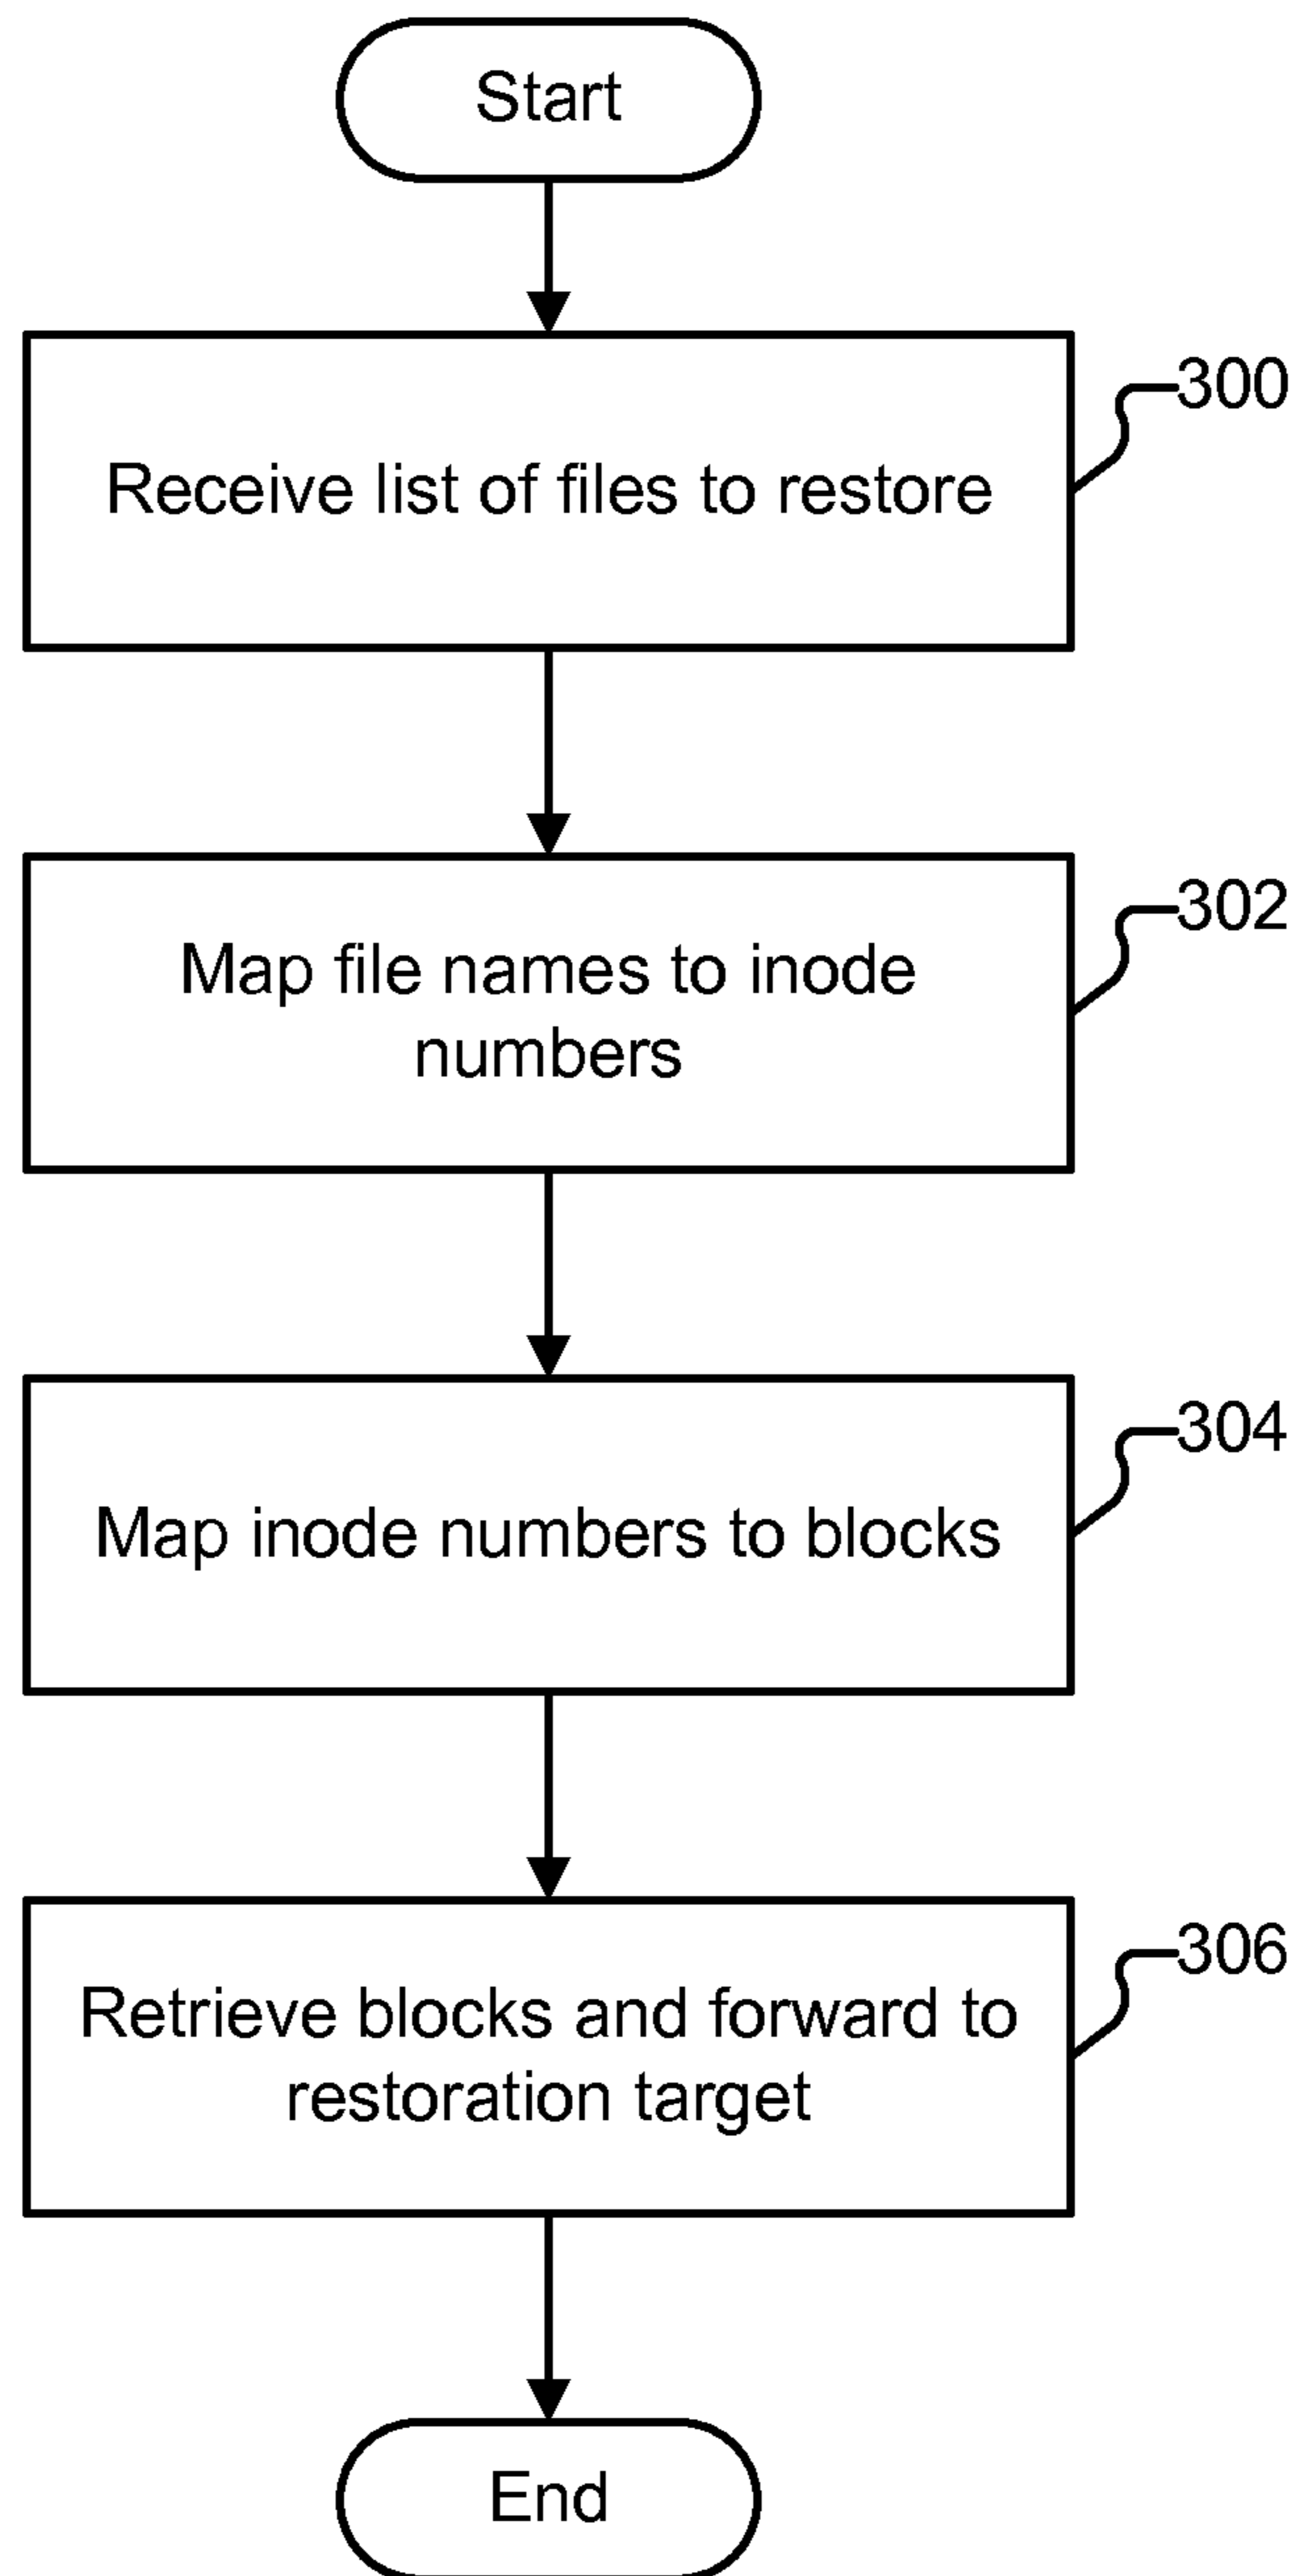 Start
300
Receive list of files to restore
302
Map file names to inode
numbers
304
Map inode numbers to blocks
306
Retrieve blocks and forward to
restoration target
End